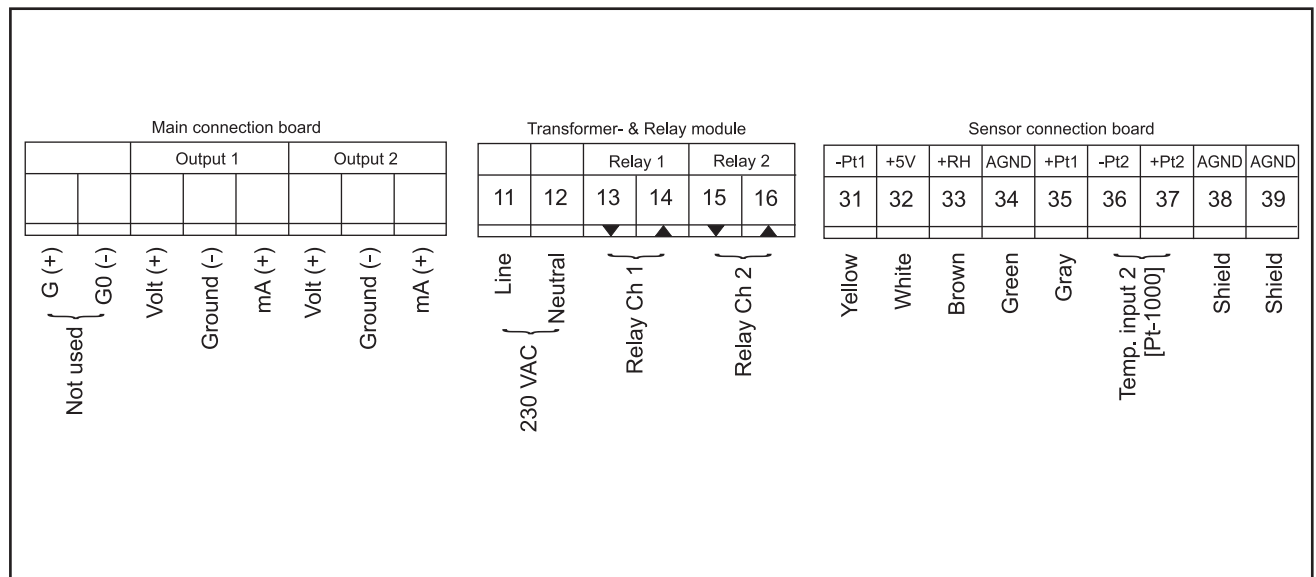 Main connection board
Output 1 Output 2
G (+) G0 (-) Volt (+) Ground (-) mA (+) Volt (+) Ground (-) mA (+)
Not used
Transformer- & Relay module
Relay 1 Relay 2
11 12 13 14 15 16
Line Neutral Relay Ch 1 Relay Ch 2
230 VAC
Sensor connection board
-Pt1 +5V +RH AGND +Pt1 -Pt2 +Pt2 AGND AGND
31 32 33 34 35 36 37 38 39
Yellow White Brown Green Gray Temp. input 2 Shield Shield
[Pt-1000]